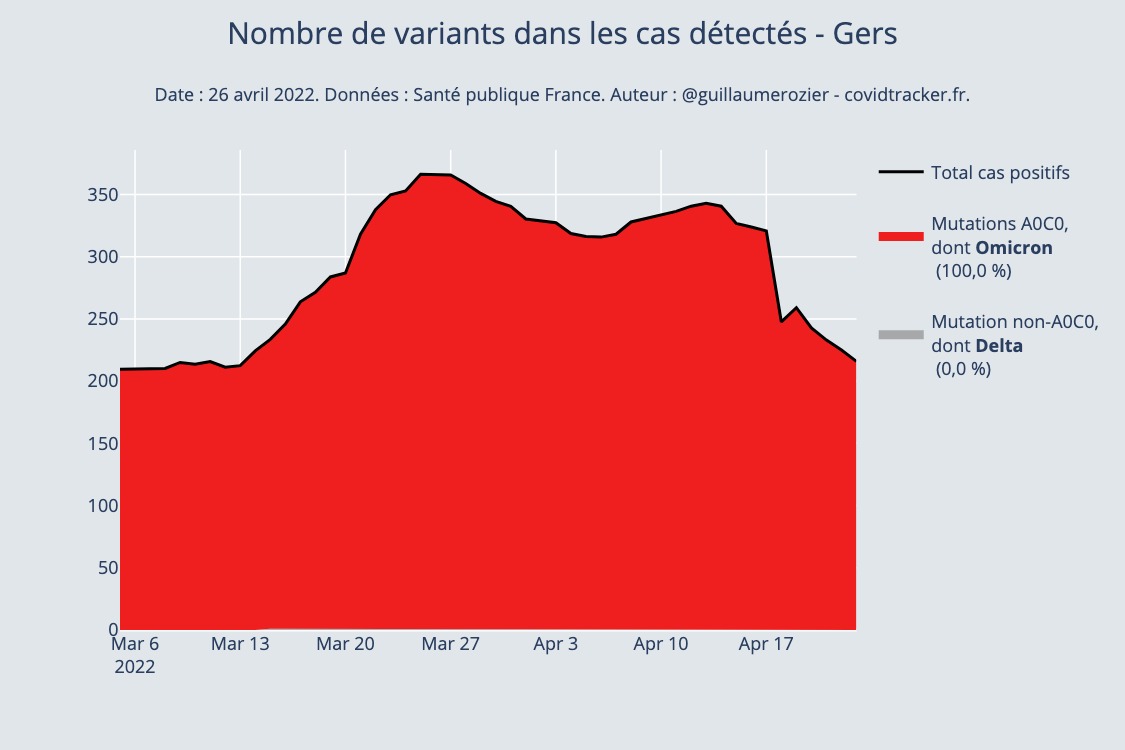 Nombre de variants dans les cas détectés - Gers
Date : 26 avril 2022. Données : Santé publique France. Auteur : @guillaumerozier - covidtracker.fr.
Total cas positifs
Mutations A0C0,
dont Omicron
(100,0 %)
Mutation non-A0C0,
dont Delta
(0,0 %)
350
300
250
200
150
100
50
0
Mar 6 Mar 13 Mar 20 Mar 27 Apr 3 Apr 10 Apr 17
2022